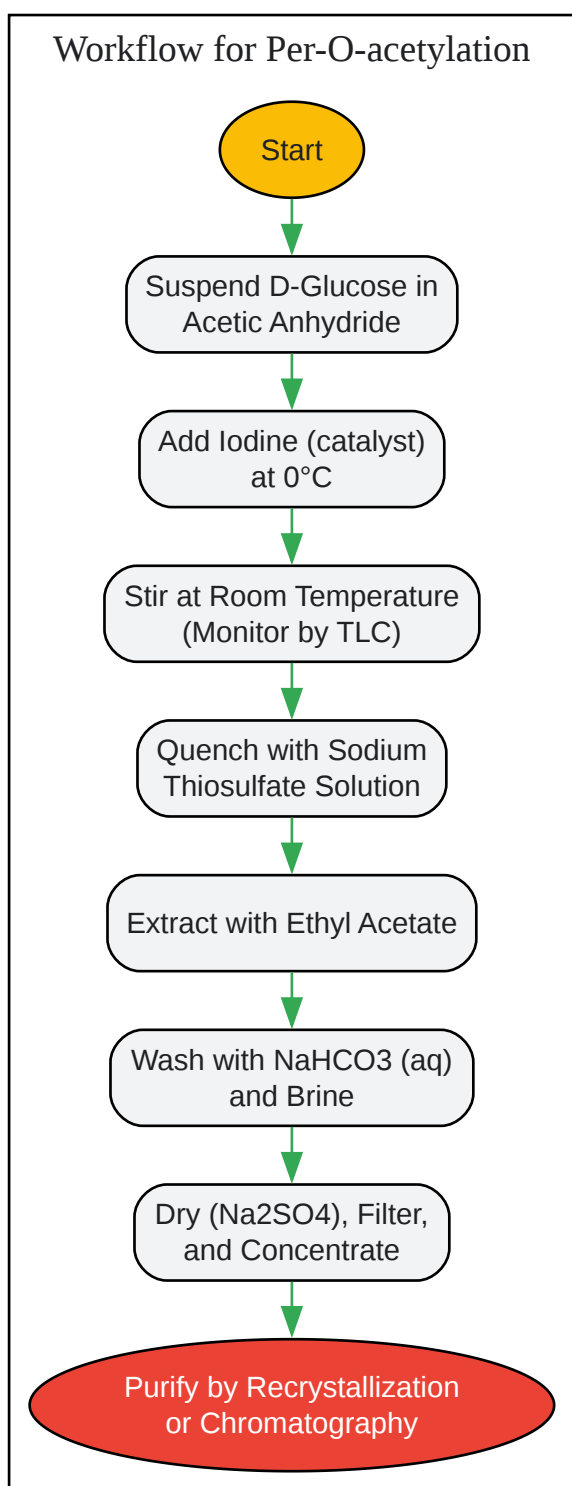 Workflow for Per-O-acetylation
Start
Suspend D-Glucose in
Acetic Anhydride
Add Iodine (catalyst)
at 0°C
Stir at Room Temperature
(Monitor by TLC)
Quench with Sodium
Thiosulfate Solution
Extract with Ethyl Acetate
Wash with NaHCO3 (aq)
and Brine
Dry (Na2SO4), Filter,
and Concentrate
Purify by Recrystallization
or Chromatography